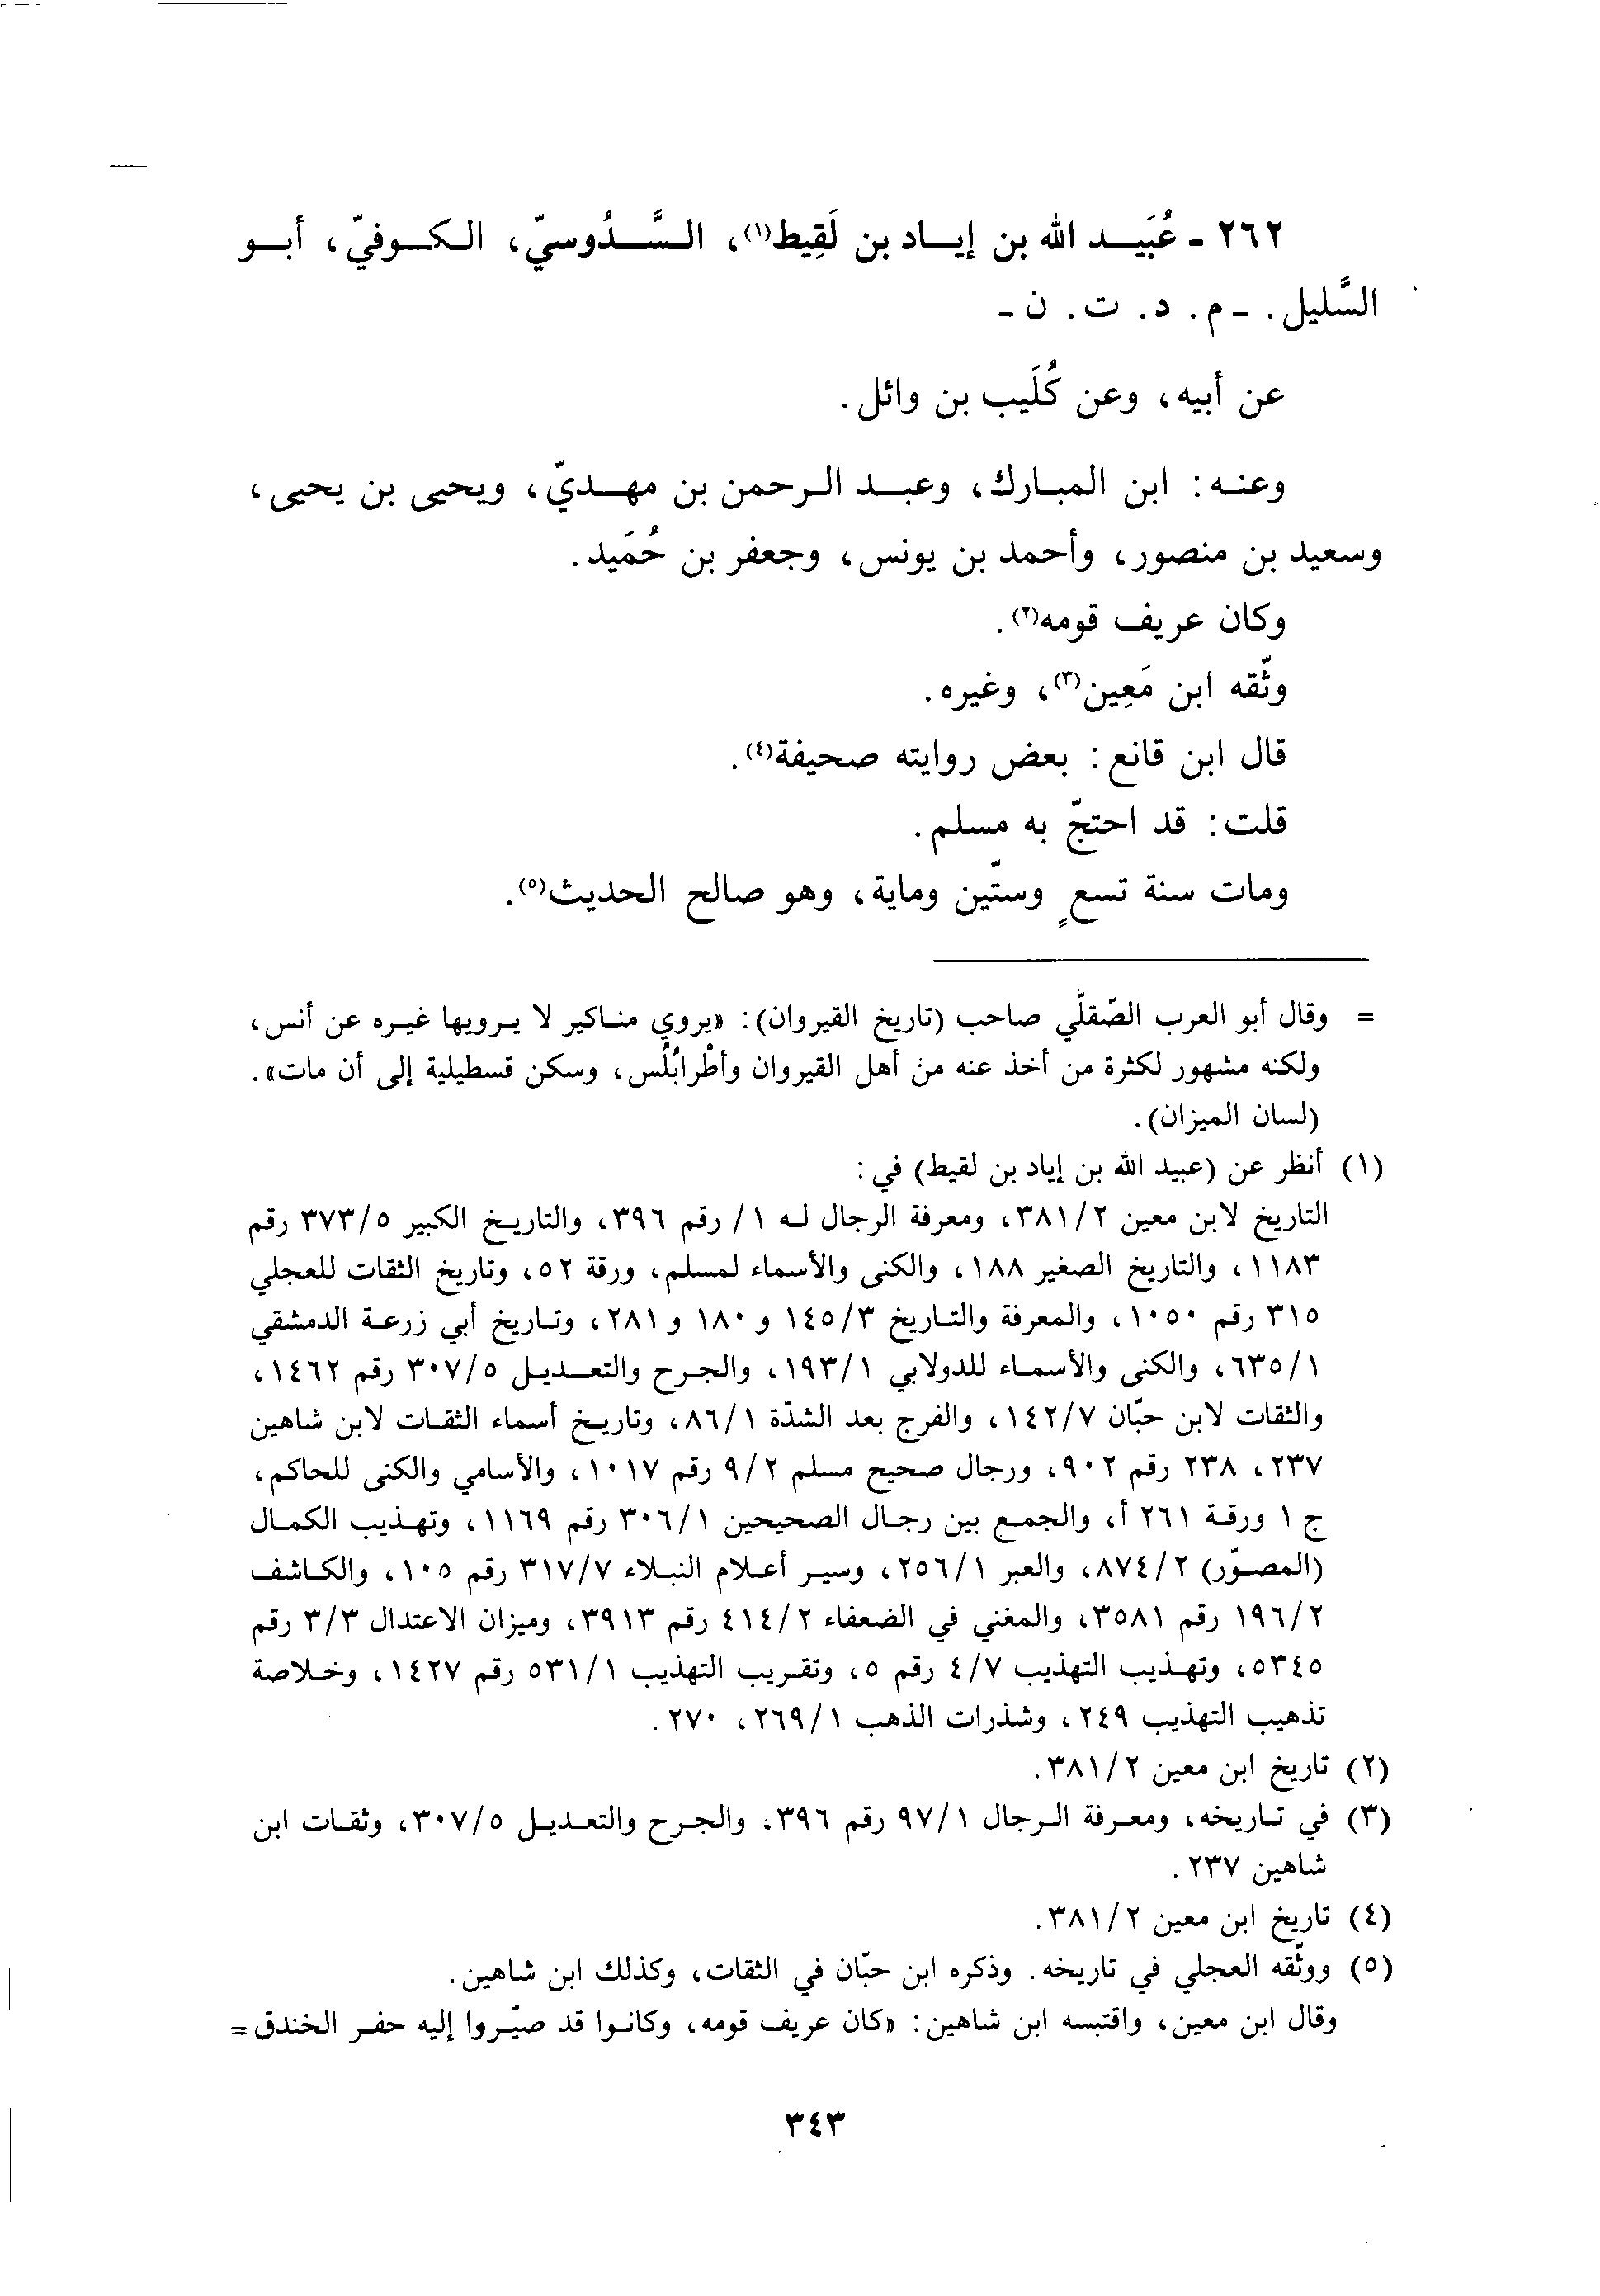 ٢٦٢ - عُبَيد الله بن إياد بن لَقِيط(١)، السَّدُوسيّ، الكوفيّ، أبو
السَّليل. - م. د. ت. ن -
عن أبيه، وعن كُلَيب بن وائل.
وعنه: ابن المبارك، وعبد الرحمن بن مهديّ، ويحيى بن يحيى،
وسعيد بن منصور، وأحمد بن يونس، وجعفر بن حُمَيد.
وكان عريف قومه(٢).
وثّقه ابن مَعِين(٣)، وغيره.
قال ابن قانع: بعض روايته صحيفة(٤).
قلت: قد احتجّ به مسلم.
ومات سنة تسعٍ وستّين وماية، وهو صالح الحديث(٥).
= وقال أبو العرب الصّقلّي صاحب (تاريخ القيروان): «يروي مناكير لا يرويها غيره عن أنس،
ولكنه مشهور لكثرة من أخذ عنه من أهل القيروان وأطْرابُلُس، وسكن قسطيلية إلى أن مات».
(لسان الميزان).
(١) أنظر عن (عبيد الله بن إياد بن لقيط) في:
التاريخ لابن معين ٢/٣٨١، ومعرفة الرجال له ١/ رقم ٣٩٦، والتاريخ الكبير ٥/٣٧٣ رقم
١١٨٣، والتاريخ الصغير ١٨٨، والكنى والأسماء لمسلم، ورقة ٥٢، وتاريخ الثقات للعجلي
٣١٥ رقم ١٠٥٠، والمعرفة والتاريخ ٣/١٤٥ و ١٨٠ و ٢٨١، وتاريخ أبي زرعة الدمشقي
١/٦٣٥، والكنى والأسماء للدولابي ١/١٩٣، والجرح والتعديل ٥/٣٠٧ رقم ١٤٦٢،
والثقات لابن حبّان ٧/١٤٢، والفرج بعد الشدّة ١/٨٦، وتاريخ أسماء الثقات لابن شاهين
٢٣٧، ٢٣٨ رقم ٩٠٢، ورجال صحيح مسلم ٢/٩ رقم ١٠١٧، والأسامي والكنى للحاكم،
ج ١ ورقة ٢٦١ أ، والجمع بين رجال الصحيحين ١/٣٠٦ رقم ١١٦٩، وتهذيب الكمال
(المصوّر) ٢/٨٧٤، والعبر ١/٢٥٦، وسير أعلام النبلاء ٧/٣١٧ رقم ١٠٥، والكاشف
٢/١٩٦ رقم ٣٥٨١، والمغني في الضعفاء ٢/٤١٤ رقم ٣٩١٣، وميزان الاعتدال ٣/٣ رقم
٥٣٤٥، وتهذيب التهذيب ٧/٤ رقم ٥، وتقريب التهذيب ١/٥٣١ رقم ١٤٢٧، وخلاصة
تذهيب التهذيب ٢٤٩، وشذرات الذهب ١/٢٦٩، ٢٧٠.
(٢) تاريخ ابن معين ٢/٣٨١.
(٣) في تاريخه، ومعرفة الرجال ١/٩٧ رقم ٣٩٦، والجرح والتعديل ٥/٣٠٧، وثقات ابن
شاهين ٢٣٧.
(٤) تاريخ ابن معين ٢/٣٨١.
(٥) ووثّقه العجلي في تاريخه. وذكره ابن حبّان في الثقات، وكذلك ابن شاهين.
وقال ابن معين، واقتبسه ابن شاهين: «كان عريف قومه، وكانوا قد صيّروا إليه حفر الخندق =
٣٤٣